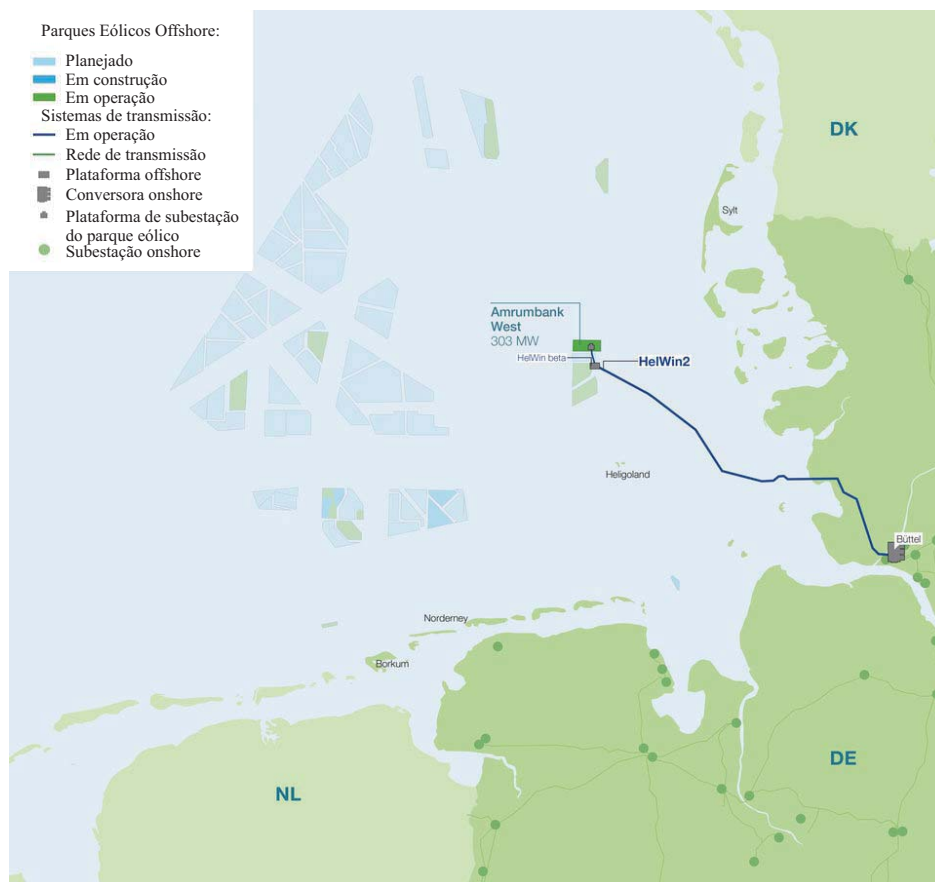 Parques Eólicos Offshore:
Planejado
Em construção
Em operação
Sistemas de transmissão:
Em operação
Rede de transmissão
Plataforma offshore
Conversora onshore
Plataforma de subestação
do parque eólico
Subestação onshore
DK
Sylt
Amrumbank
West
303 MW
HelWin beta
HelWin2
Heligoland
Büttel
Norderney
Borkum
DE
NL